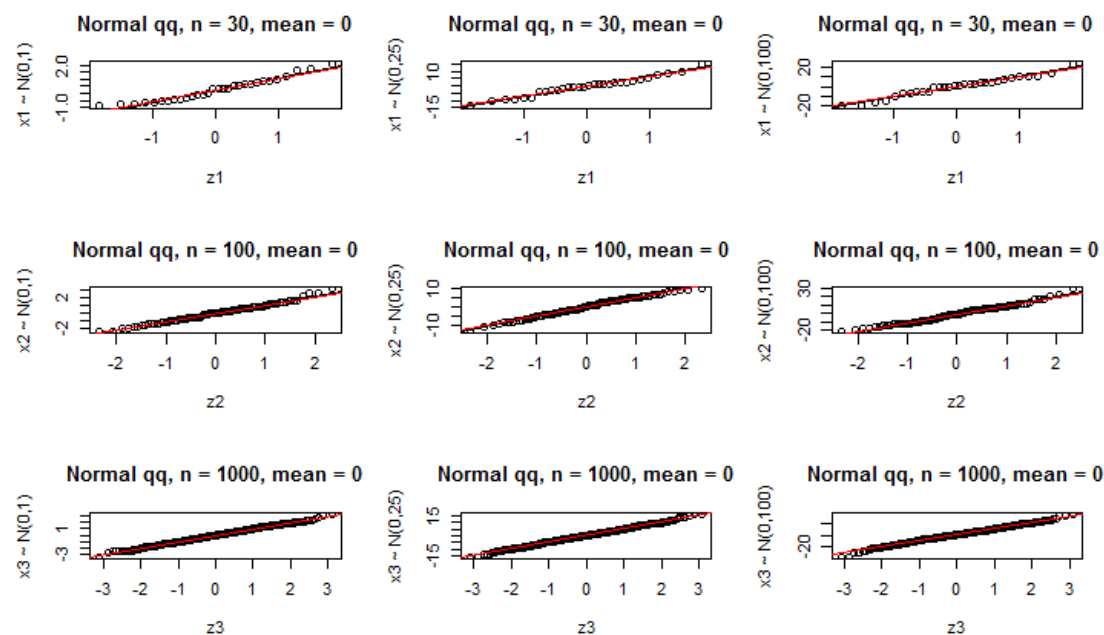 Normal qq, n = 30, mean = 0
x1 ~ N(0,1)
2.0
-1.0
-1 0 1
z1
Normal qq, n = 30, mean = 0
x1 ~ N(0,25)
10
-15
-1 0 1
z1
Normal qq, n = 30, mean = 0
x1 ~ N(0,100)
20
-20
-1 0 1
z1
Normal qq, n = 100, mean = 0
x2 ~ N(0,1)
2
-2
-2 -1 0 1 2
z2
Normal qq, n = 100, mean = 0
x2 ~ N(0,25)
10
-10
-2 -1 0 1 2
z2
Normal qq, n = 100, mean = 0
x2 ~ N(0,100)
30
-20
-2 -1 0 1 2
z2
Normal qq, n = 1000, mean = 0
x3 ~ N(0,1)
1
-3
-3 -2 -1 0 1 2 3
z3
Normal qq, n = 1000, mean = 0
x3 ~ N(0,25)
15
-15
-3 -2 -1 0 1 2 3
z3
Normal qq, n = 1000, mean = 0
x3 ~ N(0,100)
-20
-3 -2 -1 0 1 2 3
z3